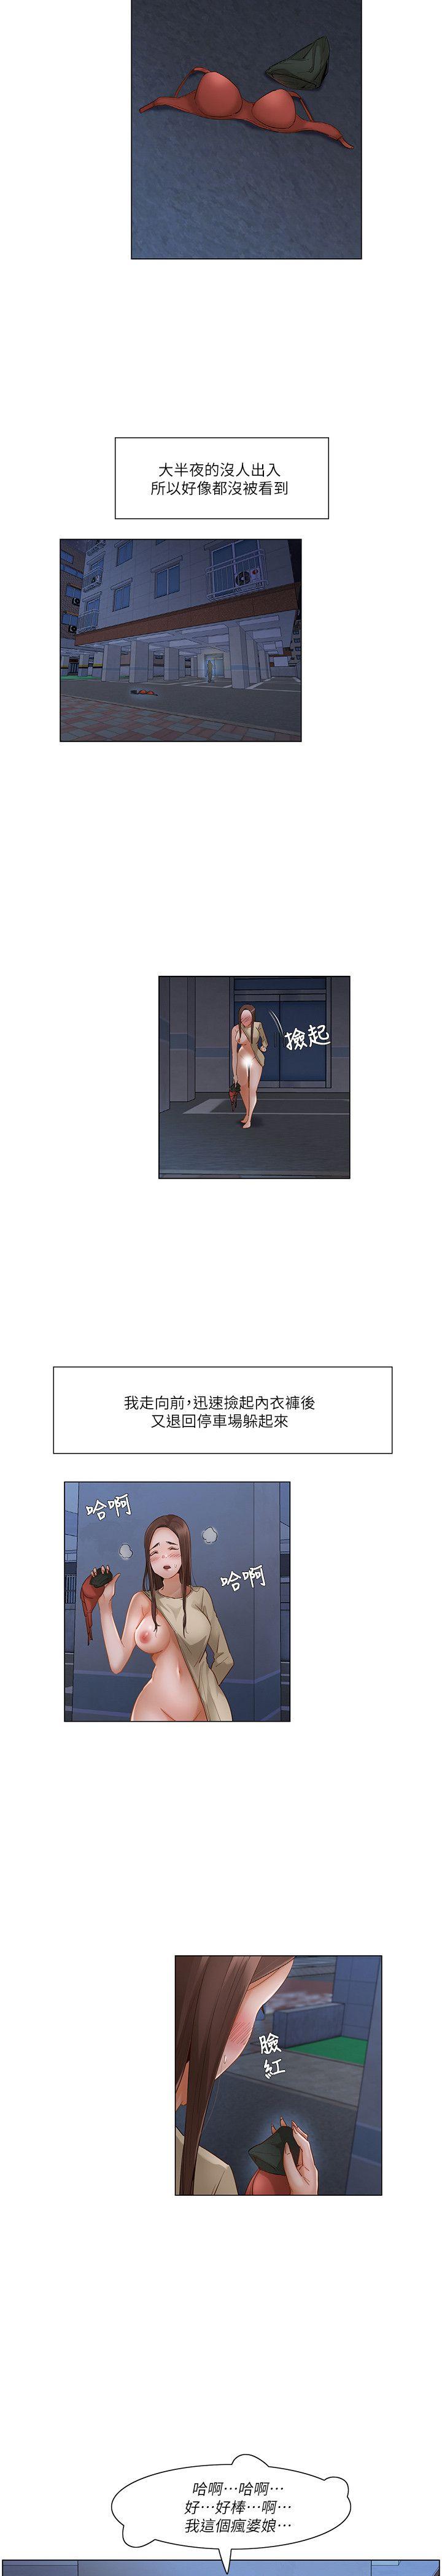 大半夜的沒人出入
所以好像都沒被看到
撿起
我走向前，迅速撿起內衣褲後
又退回停車場躲起來
哈啊
哈啊
臉
紅
哈啊⋯哈啊⋯
好⋯好棒⋯啊⋯
我這個瘋婆娘⋯